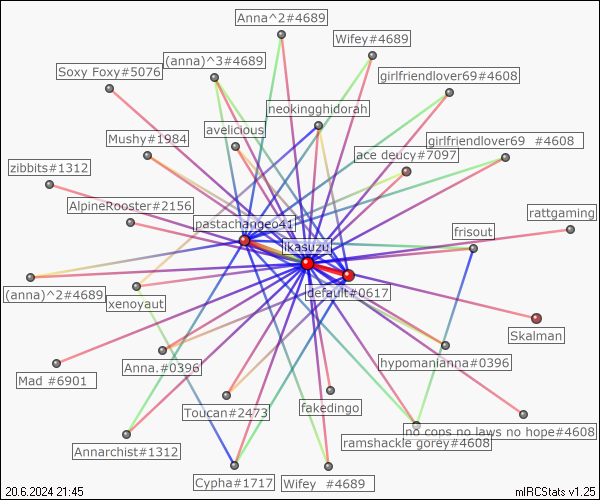 Anna^2#4689
Wifey#4689
(anna)^3#4689
Soxy Foxy#5076
girlfriendlover69#4608
neokingghidorah
avelicious
Mushy#1984
girlfriendlover69  #4608
ace deucy#7097
zibbits#1312
AlpineRooster#2156
rattgaming
pastachangeo41
frisout
ikasuzu
(anna)^2#4689
default#0617
xenoyaut
Skalman
hypomanianna#0396
Anna.#0396
Mad #6901
Toucan#2473
fakedingo
no cops no laws no hope#4608
ramshackle gorey#4608
Annarchist#1312
Cypha#1717
Wifey  #4689
20.6.2024 21:45
mIRCStats v1.25